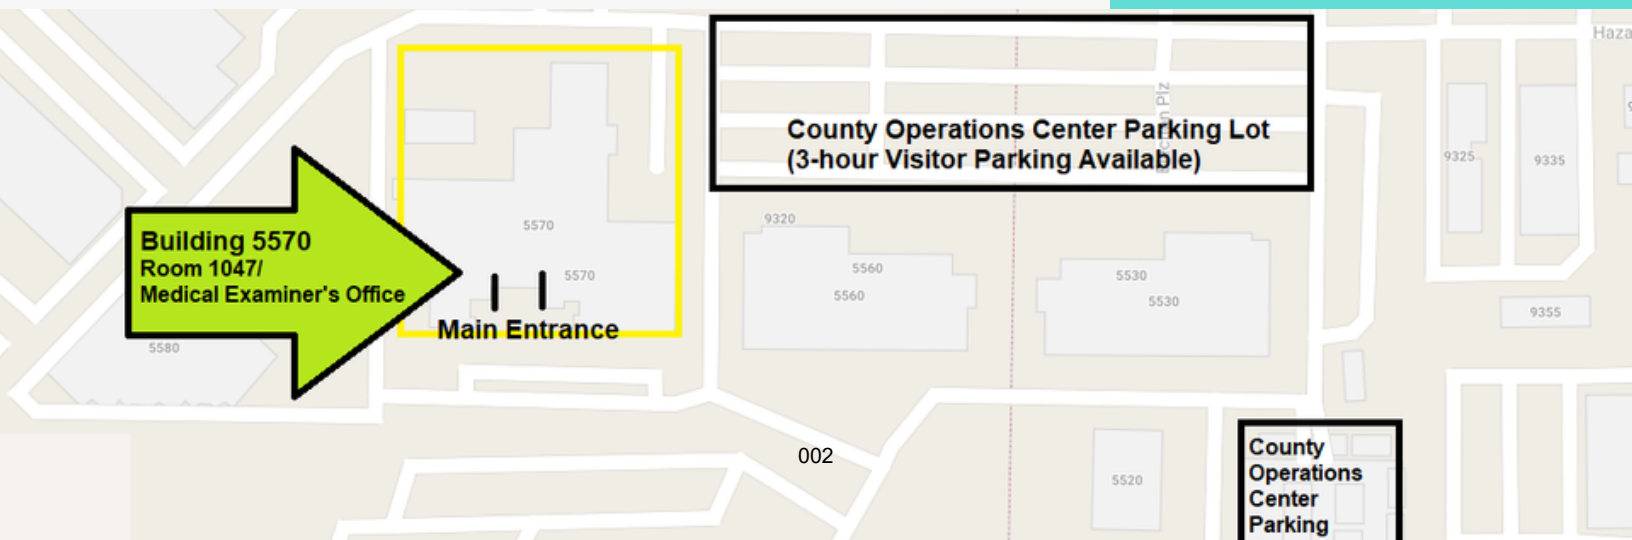 Haza
County Operations Center Parking Lot
(3-hour Visitor Parking Available)
9325
9335
9320
5570
Building 5570
Room 1047/
Medical Examiner's Office
5570
5560
5560
5530
5530
9355
Main Entrance
5580
002
5520
County
Operations
Center
Parking